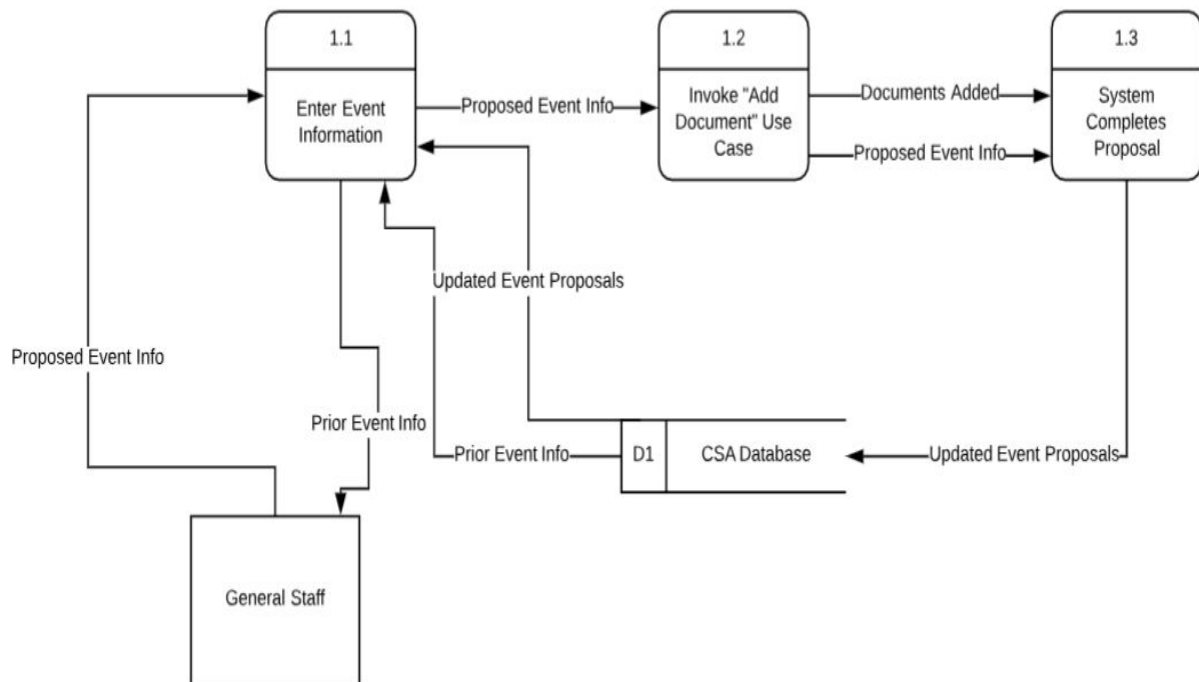 1.1
Enter Event
Information
Proposed Event Info
1.2
Invoke "Add
Document" Use
Case
Documents Added
Proposed Event Info
1.3
System
Completes
Proposal
Updated Event Proposals
Proposed Event Info
Prior Event Info
Prior Event Info
D1
CSA Database
Updated Event Proposals
General Staff